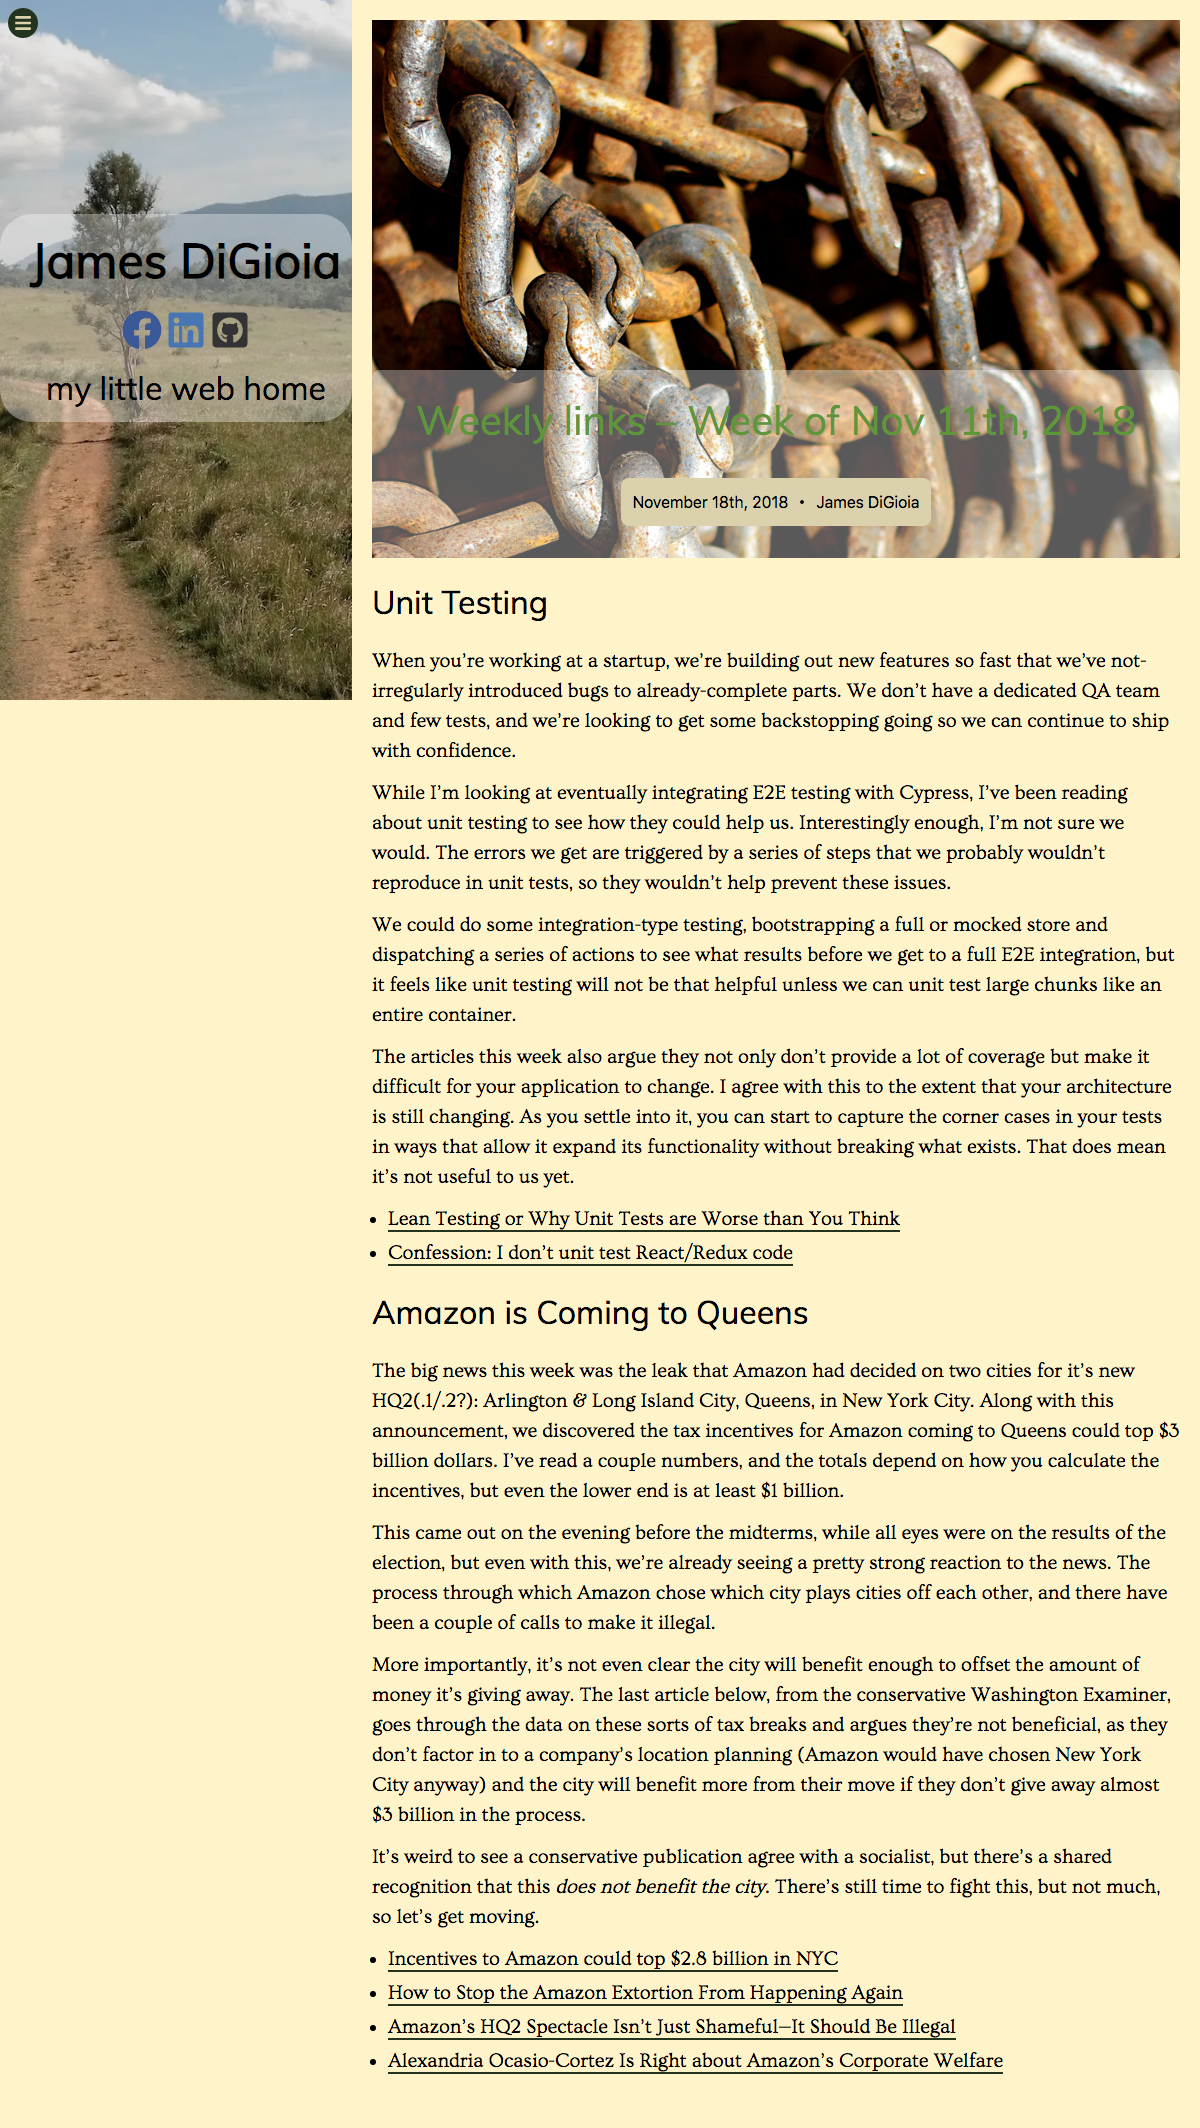 James DiGioia
my little web home
Weekly links – Week of Nov 11th, 2018
November 18th, 2018 • James DiGioia
Unit Testing
When you’re working at a startup, we’re building out new features so fast that we’ve not-
irregularly introduced bugs to already-complete parts. We don’t have a dedicated QA team
and few tests, and we’re looking to get some backstopping going so we can continue to ship
with confidence.
While I’m looking at eventually integrating E2E testing with Cypress, I’ve been reading
about unit testing to see how they could help us. Interestingly enough, I’m not sure we
would. The errors we get are triggered by a series of steps that we probably wouldn’t
reproduce in unit tests, so they wouldn’t help prevent these issues.
We could do some integration-type testing, bootstrapping a full or mocked store and
dispatching a series of actions to see what results before we get to a full E2E integration, but
it feels like unit testing will not be that helpful unless we can unit test large chunks like an
entire container.
The articles this week also argue they not only don’t provide a lot of coverage but make it
difficult for your application to change. I agree with this to the extent that your architecture
is still changing. As you settle into it, you can start to capture the corner cases in your tests
in ways that allow it expand its functionality without breaking what exists. That does mean
it’s not useful to us yet.
• Lean Testing or Why Unit Tests are Worse than You Think
• Confession: I don’t unit test React/Redux code
Amazon is Coming to Queens
The big news this week was the leak that Amazon had decided on two cities for it’s new
HQ2(.1/.2?): Arlington & Long Island City, Queens, in New York City. Along with this
announcement, we discovered the tax incentives for Amazon coming to Queens could top $3
billion dollars. I’ve read a couple numbers, and the totals depend on how you calculate the
incentives, but even the lower end is at least $1 billion.
This came out on the evening before the midterms, while all eyes were on the results of the
election, but even with this, we’re already seeing a pretty strong reaction to the news. The
process through which Amazon chose which city plays cities off each other, and there have
been a couple of calls to make it illegal.
More importantly, it’s not even clear the city will benefit enough to offset the amount of
money it’s giving away. The last article below, from the conservative Washington Examiner,
goes through the data on these sorts of tax breaks and argues they’re not beneficial, as they
don’t factor in to a company’s location planning (Amazon would have chosen New York
City anyway) and the city will benefit more from their move if they don’t give away almost
$3 billion in the process.
It’s weird to see a conservative publication agree with a socialist, but there’s a shared
recognition that this does not benefit the city. There’s still time to fight this, but not much,
so let’s get moving.
• Incentives to Amazon could top $2.8 billion in NYC
• How to Stop the Amazon Extortion From Happening Again
• Amazon’s HQ2 Spectacle Isn’t Just Shameful—It Should Be Illegal
• Alexandria Ocasio-Cortez Is Right about Amazon’s Corporate Welfare